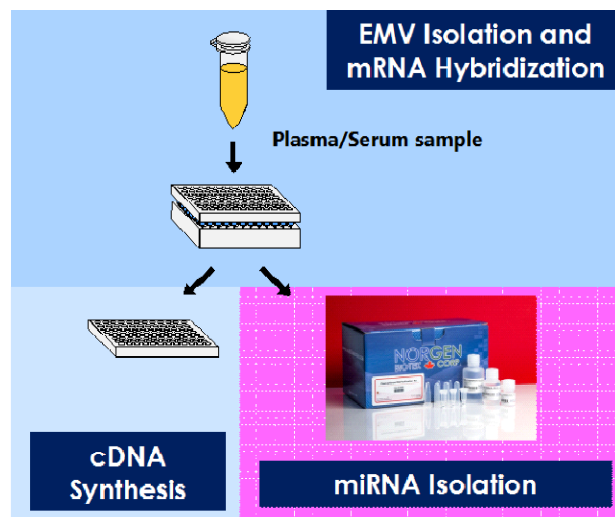 EMV Isolation and
mRNA Hybridization
Plasma/Serum sample
NORGEN
BIOTEK CORP.
cDNA
Synthesis
miRNA Isolation